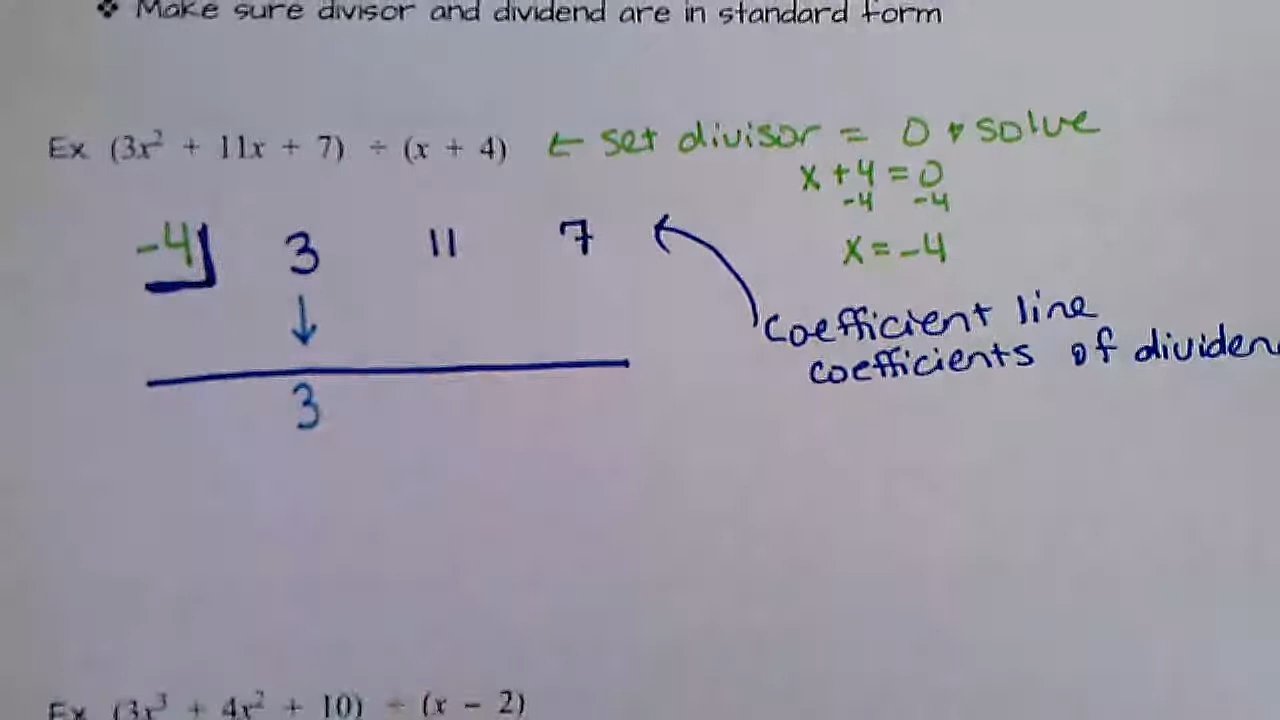 ❖ Make sure divisor and dividend are in standard form
Ex (3x² + 11x + 7) ÷ (x + 4) ← set divisor = 0 & solve
x + 4 = 0
-4 -4
x = -4
-4 3 11 7
↓
Coefficient line
coefficients of dividen
3
Ex (3x³ + 4x² + 10) ÷ (x - 2)